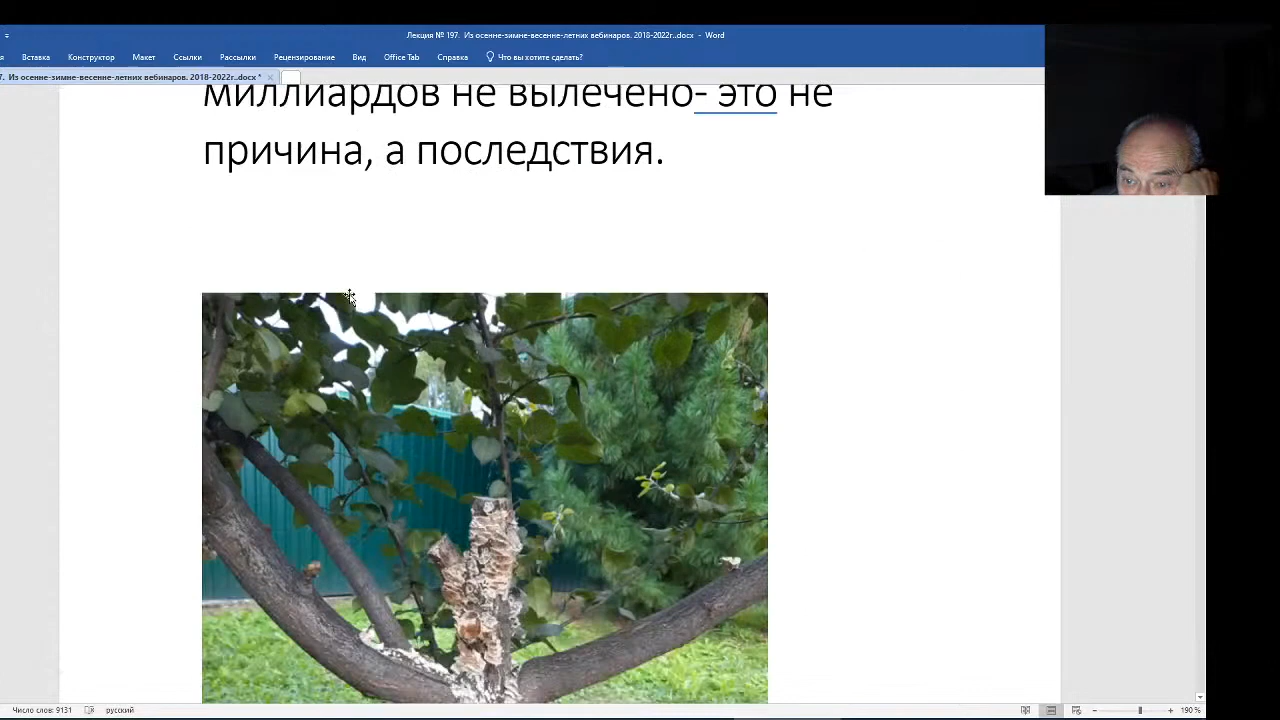 Лекция № 197. Из осенне-зимне-весенне-летних вебинаров. 2018-2022г..docx - Word
Вставка Конструктор Макет Ссылки Рассылки Рецензирование Вид Office Tab Справка Что вы хотите сделать?
7. Из осенне-зимне-весенне-летних вебинаров. 2018-2022г..docx *
миллиардов не вылечено- это не
причина, а последствия.
Число слов: 9131 русский 190%